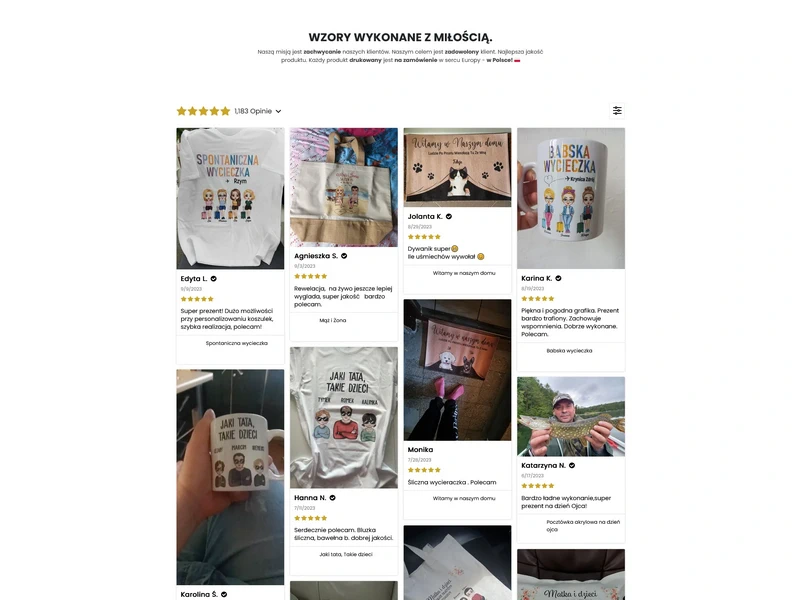 WZORY WYKONANE Z MIŁOŚCIĄ.
Naszą misją jest zachwycanie naszych klientów. Naszym celem jest zadowolony klient. Najlepsza jakość
produktu. Każdy produkt drukowany jest na zamówienie w sercu Europy - w Polsce!
1,183 Opinie
SPONTANICZNA
WYCIECZKA
Rzym
Edyta L.
9/9/2023
Super prezent! Dużo możliwości
przy personalizowaniu koszulek,
szybka realizacja, polecam!
Spontaniczna wycieczka
JAKI TATA,
TAKIE DZIECI
Karolina Ś.
Agnieszka S.
9/3/2023
Rewelacja, na żywo jeszcze lepiej
wygląda, super jakość bardzo
polecam.
Mąż i Żona
JAKI TATA,
TAKIE DZIECI
Hanna N.
7/11/2023
Serdecznie polecam. Bluzka
śliczna, bawełna b. dobrej jakości.
Jaki tata, Takie dzieci
Witamy w Naszym domu
Jolanta K.
6/29/2023
Dywanik super
Ile uśmiechów wywołał
Witamy w naszym domu
Witamy w naszym domu
Monika
7/26/2023
Śliczna wycieraczka . Polecam
Witamy w naszym domu
Matka i dzieci
BABSKA
WYCIECZKA
Krynica Zdrój
Karina K.
6/19/2023
Piękna i pogodna grafika. Prezent
bardzo trafiony. Zachowuje
wspomnienia. Dobrze wykonane.
Polecam.
Babska wycieczka
Katarzyna N.
6/17/2023
Bardzo ładne wykonanie,super
prezent na dzień Ojca!
Pocztówka akrylowa na dzień
ojca
Matka i dzieci